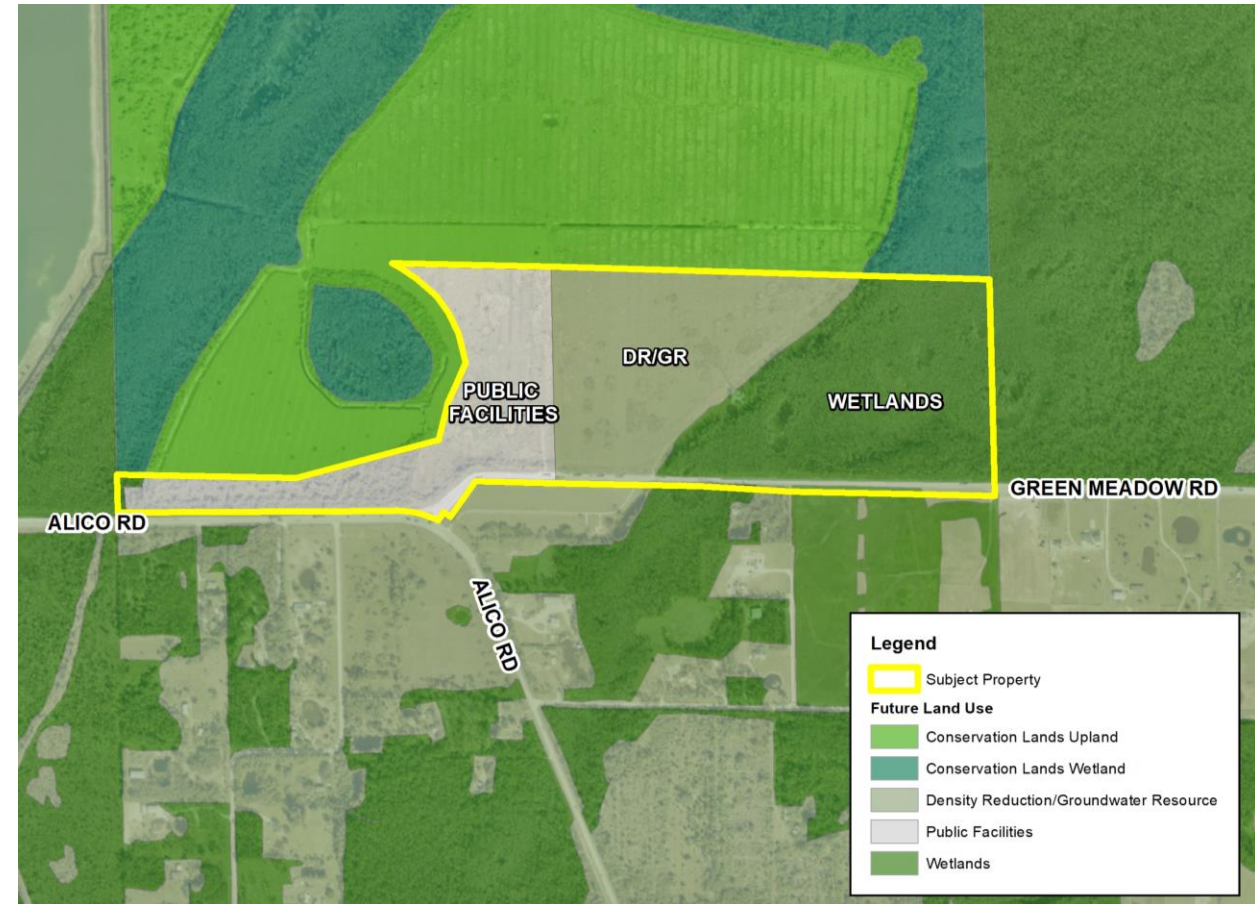 DR/GR
PUBLIC
FACILITIES
WETLANDS
GREEN MEADOW RD
ALICO RD
ALICO RD
Legend
Subject Property
Future Land Use
Conservation Lands Upland
Conservation Lands Wetland
Density Reduction/Groundwater Resource
Public Facilities
Wetlands